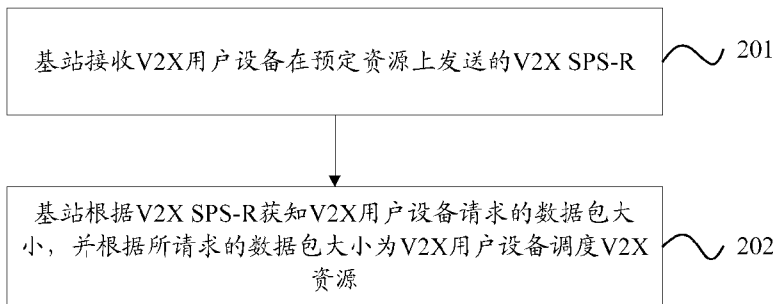 基站接收V2X用户设备在预定资源上发送的V2X SPS-R
201
基站根据V2X SPS-R获知V2X用户设备请求的数据包大
小，并根据所请求的数据包大小为V2X用户设备调度V2X
资源
202